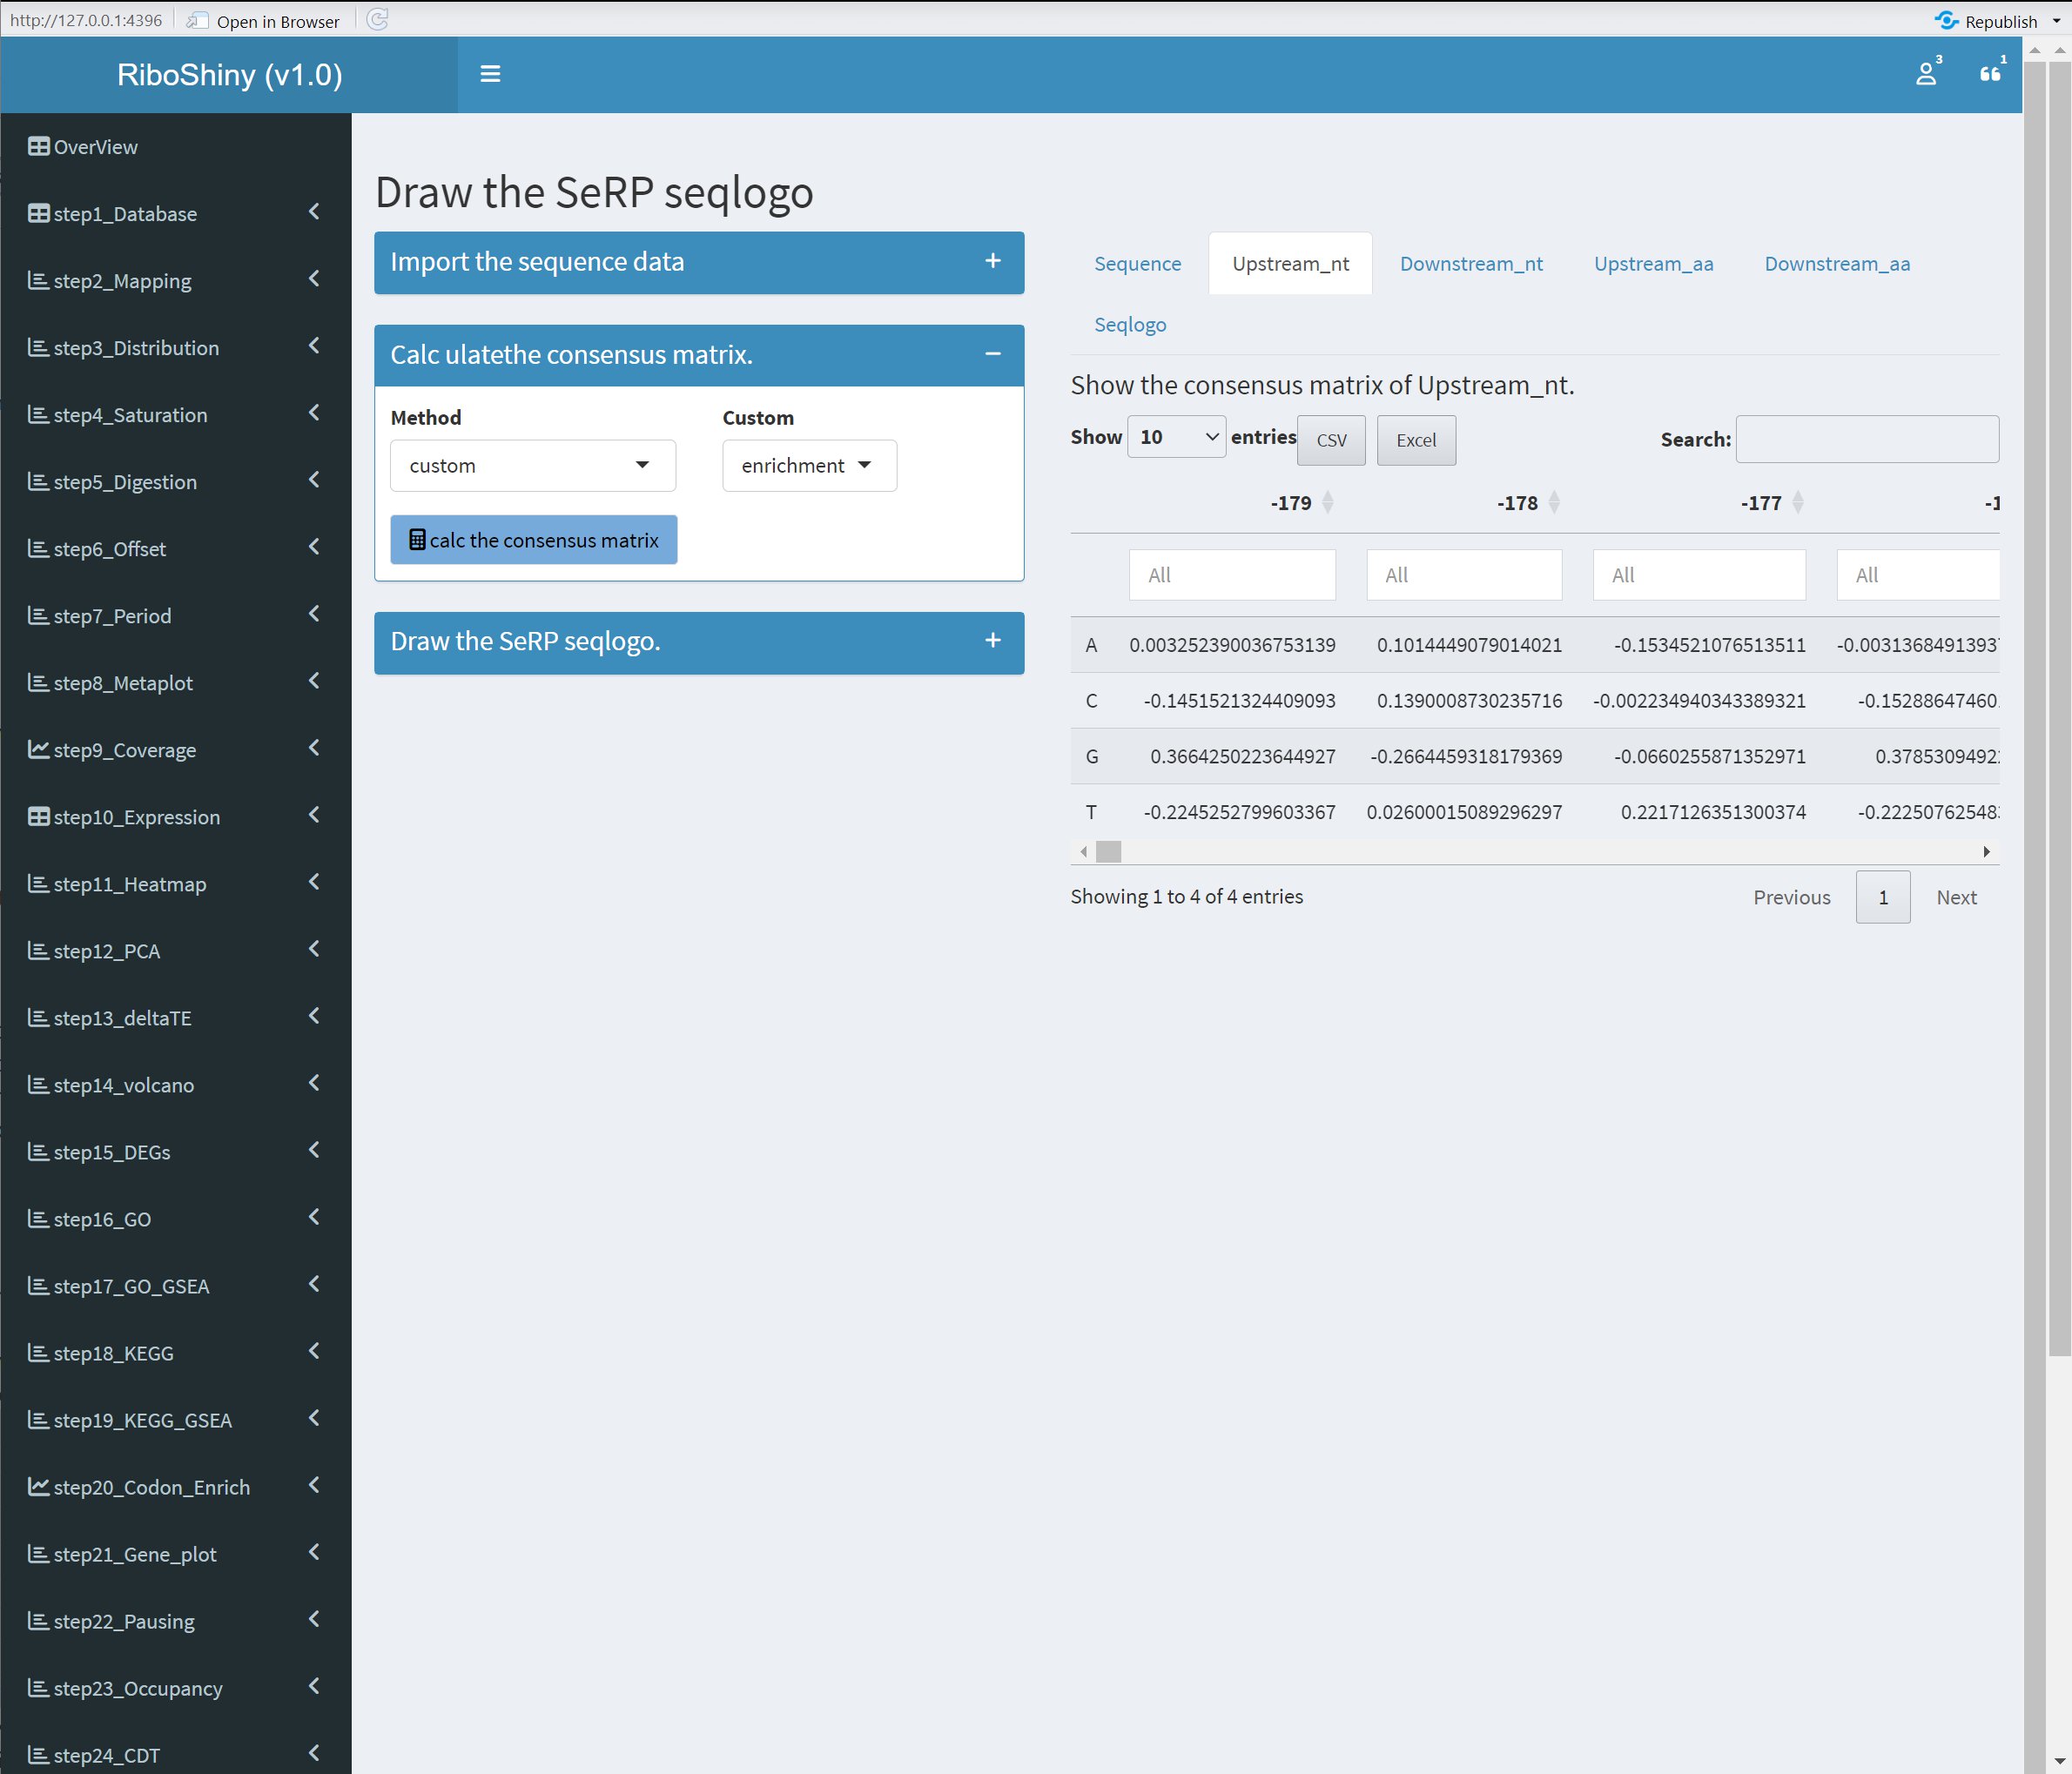 http://127.0.0.1:4396 Open in Browser Republish
RiboShiny (v1.0) 3 1
OverView
step1_Database
step2_Mapping
step3_Distribution
step4_Saturation
step5_Digestion
step6_Offset
step7_Period
step8_Metaplot
step9_Coverage
step10_Expression
step11_Heatmap
step12_PCA
step13_deltaTE
step14_volcano
step15_DEGs
step16_GO
step17_GO_GSEA
step18_KEGG
step19_KEGG_GSEA
step20_Codon_Enrich
step21_Gene_plot
step22_Pausing
step23_Occupancy
step24_CDT
Draw the SeRP seqlogo
Import the sequence data
Calc ulatethe consensus matrix.
Method Custom
custom enrichment
calc the consensus matrix
Draw the SeRP seqlogo.
Sequence Upstream_nt Downstream_nt Upstream_aa Downstream_aa
Seqlogo
Show the consensus matrix of Upstream_nt.
Show 10 entries CSV Excel Search:
-179 -178 -177 -1
All All All All
A 0.003252390036753139 0.1014449079014021 -0.1534521076513511 -0.0031368491393
C -0.1451521324409093 0.1390008730235716 -0.002234940343389321 -0.15288647460
G 0.3664250223644927 -0.2664459318179369 -0.0660255871352971 0.3785309492
T -0.2245252799603367 0.02600015089296297 0.2217126351300374 -0.22250762548
Showing 1 to 4 of 4 entries Previous 1 Next